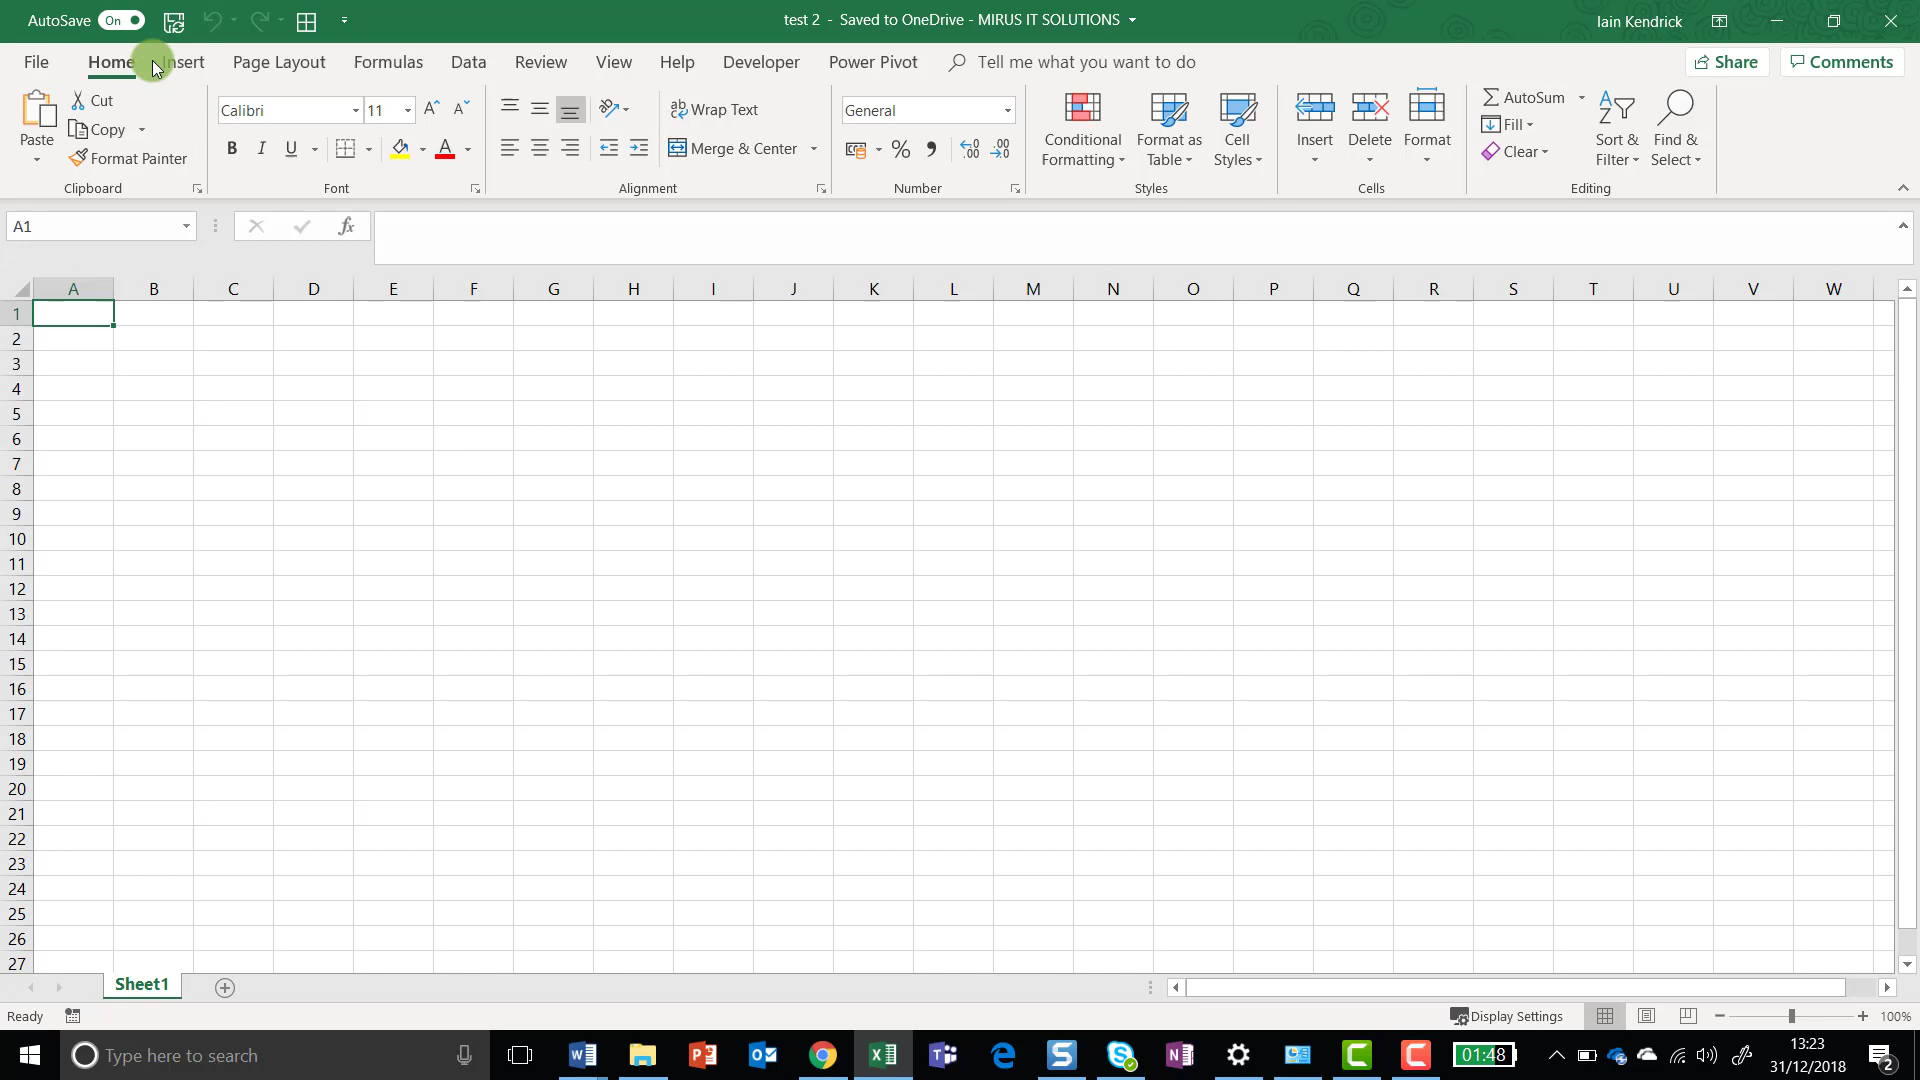 AutoSave On
test 2 - Saved to OneDrive - MIRUS IT SOLUTIONS
Iain Kendrick
File Home Insert Page Layout Formulas Data Review View Help Developer Power Pivot Tell me what you want to do Share Comments
Paste
Cut
Copy
Format Painter
Clipboard
Calibri 11
B I U A
Font
Wrap Text
Merge & Center
Alignment
General
Number
Conditional Formatting
Format as Table
Cell Styles
Styles
Insert Delete Format
Cells
AutoSum
Fill
Clear
Sort & Filter
Find & Select
Editing
A1 fx
A B C D E F G H I J K L M N O P Q R S T U V W
1
2
3
4
5
6
7
8
9
10
11
12
13
14
15
16
17
18
19
20
21
22
23
24
25
26
27
Sheet1
Ready
Display Settings
100%
Type here to search
01:48
13:23
31/12/2018
2